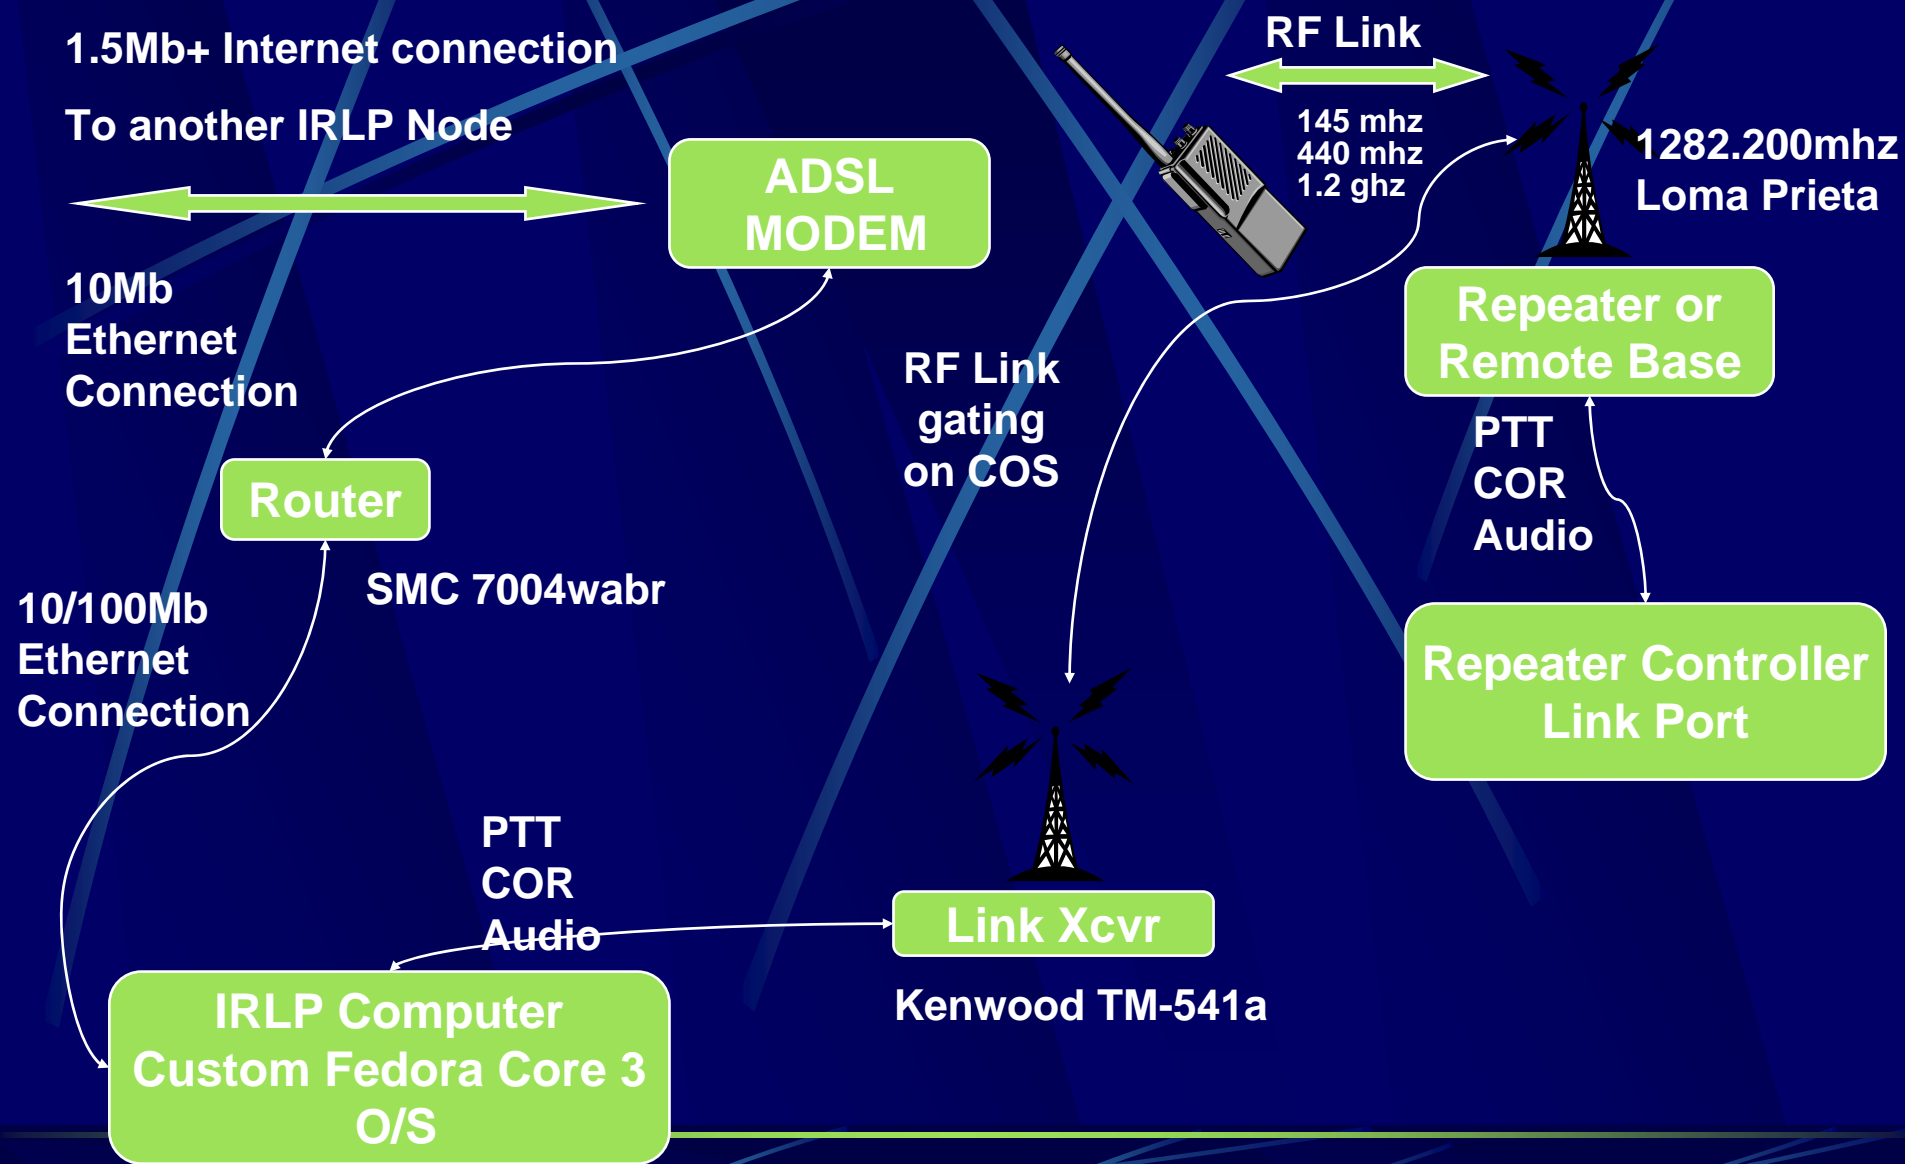 1.5Mb+ Internet connection
To another IRLP Node
ADSL
MODEM
RF Link
145 mhz
440 mhz
1.2 ghz
1282.200mhz
Loma Prieta
10Mb
Ethernet
Connection
Repeater or
Remote Base
RF Link
gating
on COS
PTT
COR
Audio
Router
SMC 7004wabr
10/100Mb
Ethernet
Connection
Repeater Controller
Link Port
PTT
COR
Audio
Link Xcvr
Kenwood TM-541a
IRLP Computer
Custom Fedora Core 3
O/S